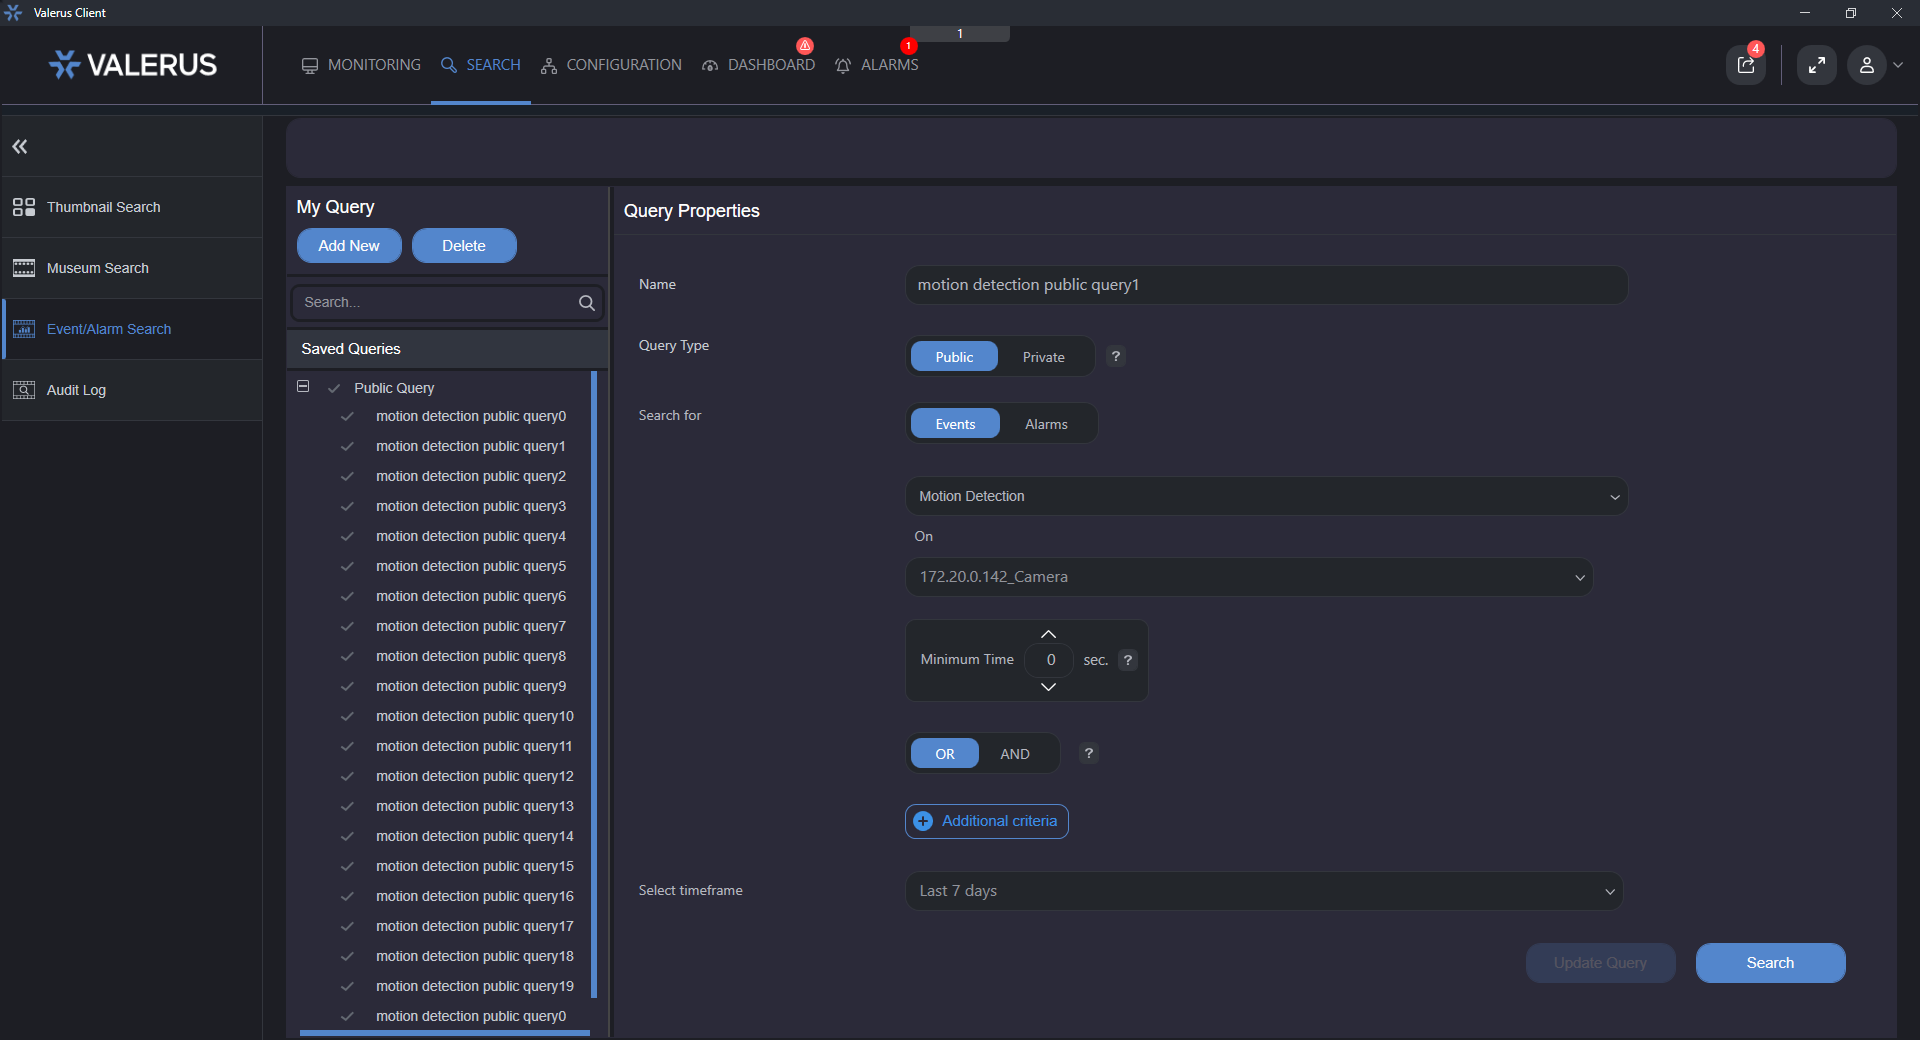 Valerus Client
1
VALERUS
MONITORING
SEARCH
CONFIGURATION
DASHBOARD
1
ALARMS
4
Thumbnail Search
Museum Search
Event/Alarm Search
Audit Log
My Query
Add New
Delete
Search...
Saved Queries
Public Query
motion detection public query0
motion detection public query1
motion detection public query2
motion detection public query3
motion detection public query4
motion detection public query5
motion detection public query6
motion detection public query7
motion detection public query8
motion detection public query9
motion detection public query10
motion detection public query11
motion detection public query12
motion detection public query13
motion detection public query14
motion detection public query15
motion detection public query16
motion detection public query17
motion detection public query18
motion detection public query19
motion detection public query0
Query Properties
Name
motion detection public query1
Query Type
Public
Private
?
Search for
Events
Alarms
Motion Detection
On
172.20.0.142_Camera
Minimum Time
0
sec.
?
OR
AND
?
Additional criteria
Select timeframe
Last 7 days
Update Query
Search